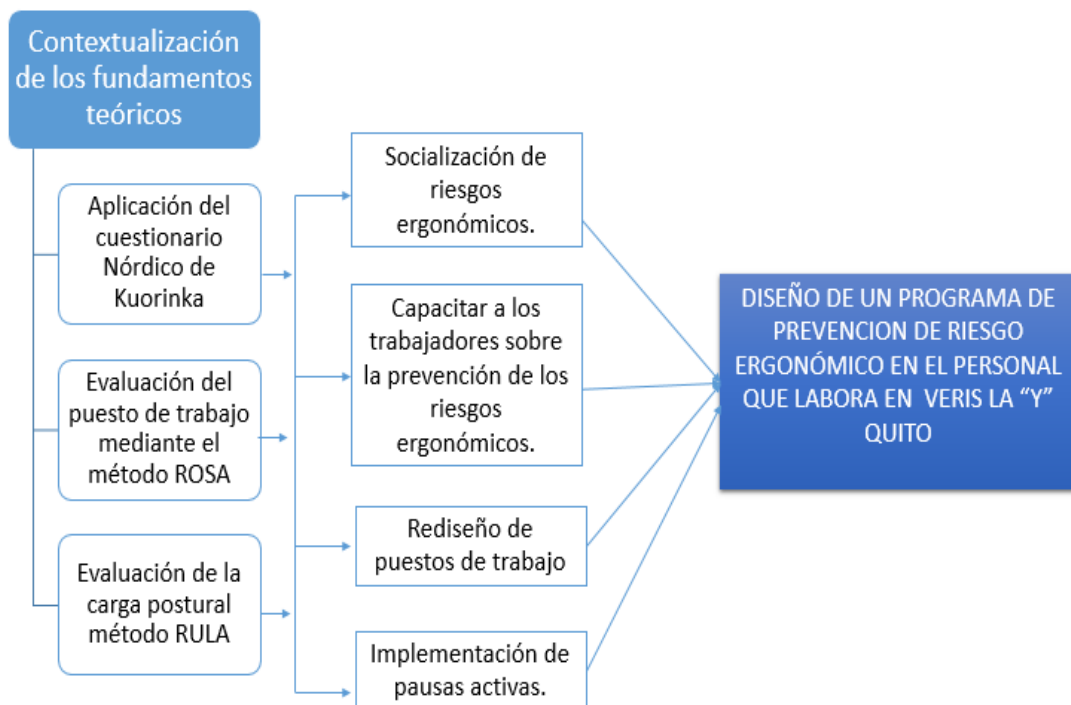 Contextualización
de los fundamentos
teóricos
Aplicación del
cuestionario
Nórdico de
Kuorinka
Evaluación del
puesto de trabajo
mediante el
método ROSA
Evaluación de la
carga postural
método RULA
Socialización de
riesgos
ergonómicos.
Capacitar a los
trabajadores sobre
la prevención de los
riesgos
ergonómicos.
Rediseño de
puestos de trabajo
Implementación de
pausas activas.
DISEÑO DE UN PROGRAMA DE
PREVENCION DE RIESGO
ERGONÓMICO EN EL PERSONAL
QUE LABORA EN VERIS LA “Y”
QUITO